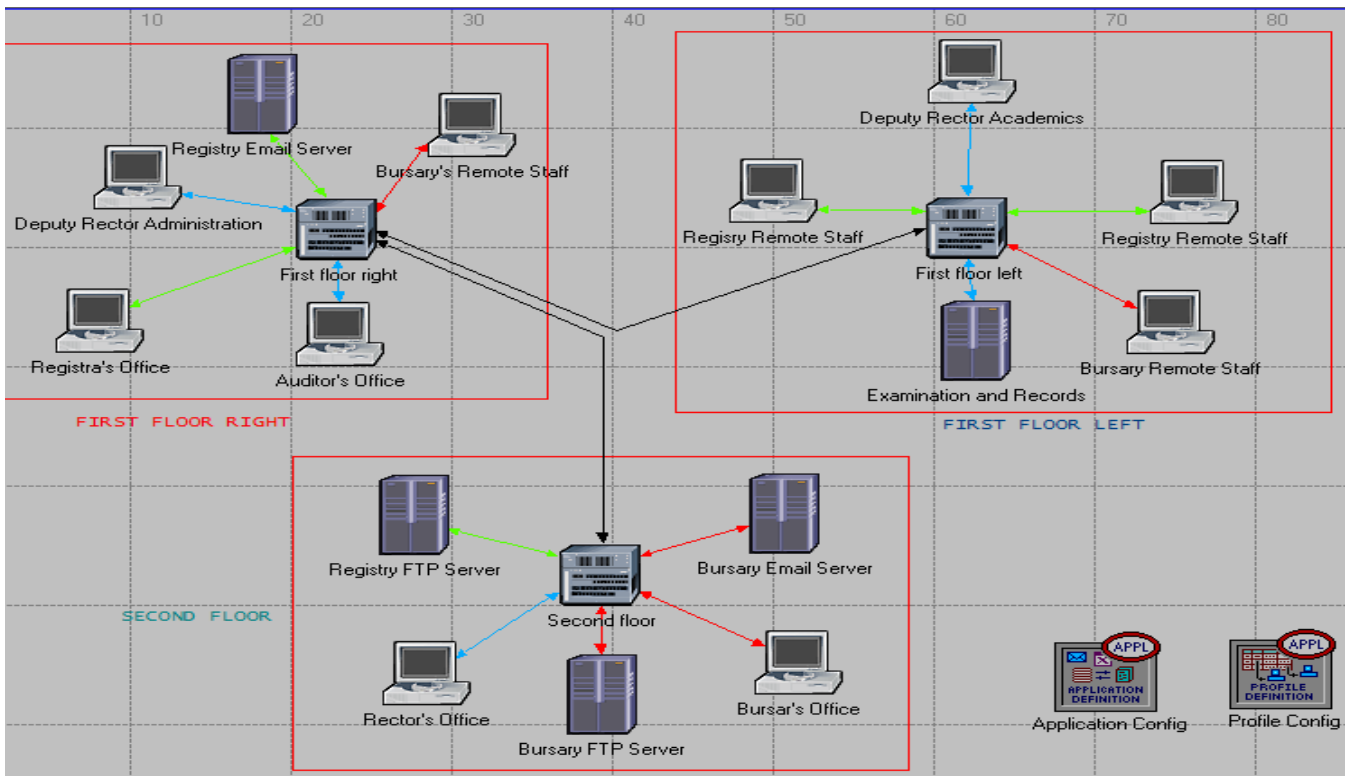 10 20 30 40 50 60 70 80
Registry Email Server
Bursary's Remote Staff
Deputy Rector Administration
First floor right
Registra's Office
Auditor's Office
FIRST FLOOR RIGHT
Deputy Rector Academics
Regisry Remote Staff
Registry Remote Staff
First floor left
Bursary Remote Staff
Examination and Records
FIRST FLOOR LEFT
Registry FTP Server
Bursary Email Server
SECOND FLOOR
Second floor
Rector's Office
Bursar's Office
Bursary FTP Server
APPL
APPLICATION
DEFINITION
Application Config
APPL
PROFILE
DEFINITION
Profile Config